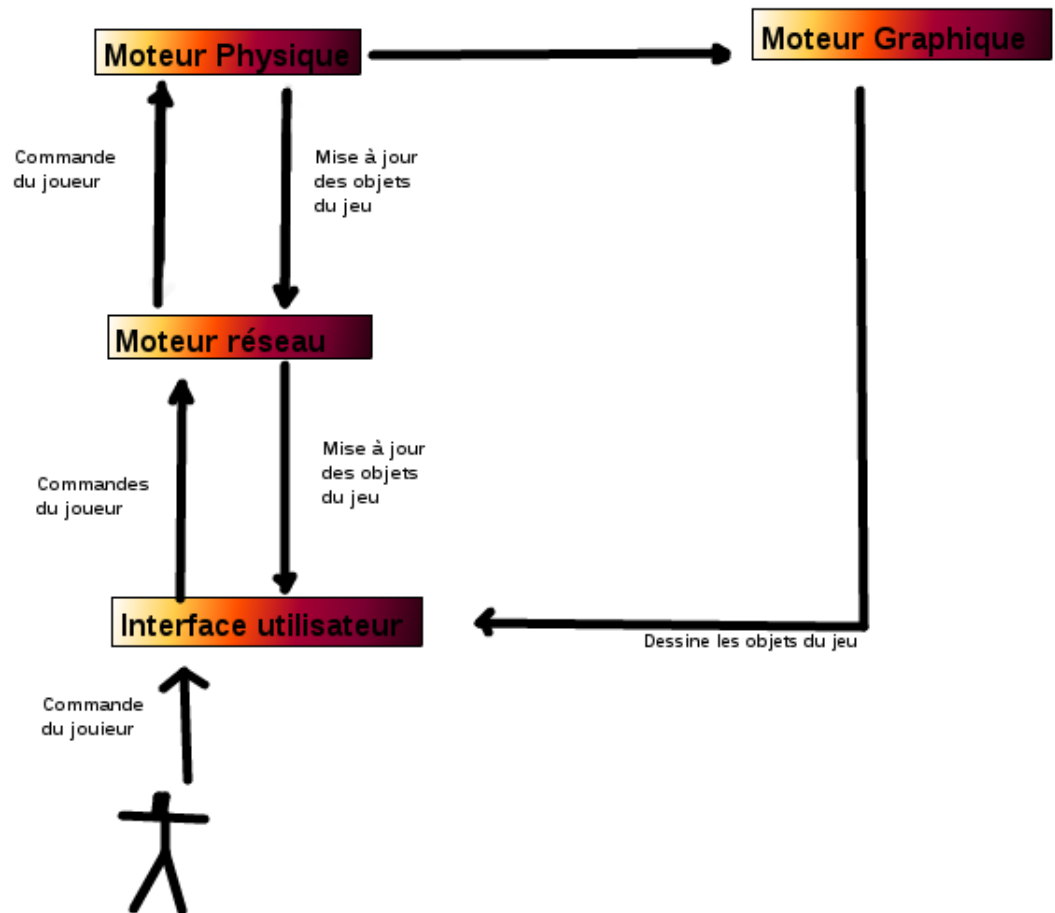 Moteur Physique
Moteur Graphique
Commande
du joueur
Mise à jour
des objets
du jeu
Moteur réseau
Commandes
du joueur
Mise à jour
des objets
du jeu
Interface utilisateur
Dessine les objets du jeu
Commande
du jouieur